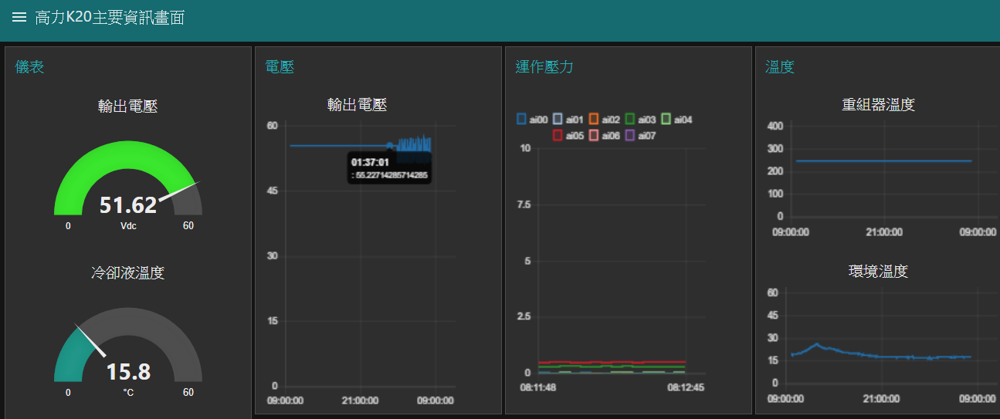 高力K20主要資訊畫面
儀表
輸出電壓
51.62
0
Vdc
60
冷卻液溫度
15.8
0
°C
60
電壓
輸出電壓
60
45
30
15
0
01:37:01
: 55.22714285714285
09:00:00
21:00:00
09:00:00
運作壓力
ai00 ai01 ai02 ai03 ai04
ai05 ai06 ai07
10
7.5
5
2.5
0
08:11:48
08:12:45
溫度
重組器溫度
400
300
200
100
0
09:00:00
21:00:00
09:00:00
環境溫度
60
45
30
15
0
09:00:00
21:00:00
09:00:00